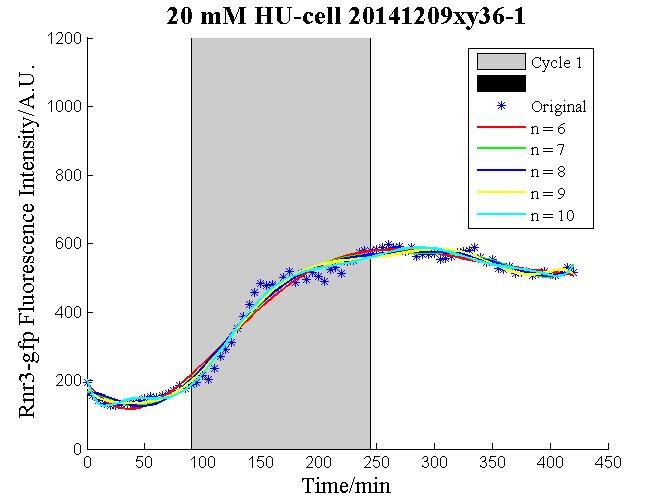 20 mM HU-cell 20141209xy36-1
Rnr3-gfp Fluorescence Intensity/A.U.
1200
1000
800
600
400
200
0
Cycle 1
Original
n = 6
n = 7
n = 8
n = 9
n = 10
0 50 100 150 200 250 300 350 400 450
Time/min